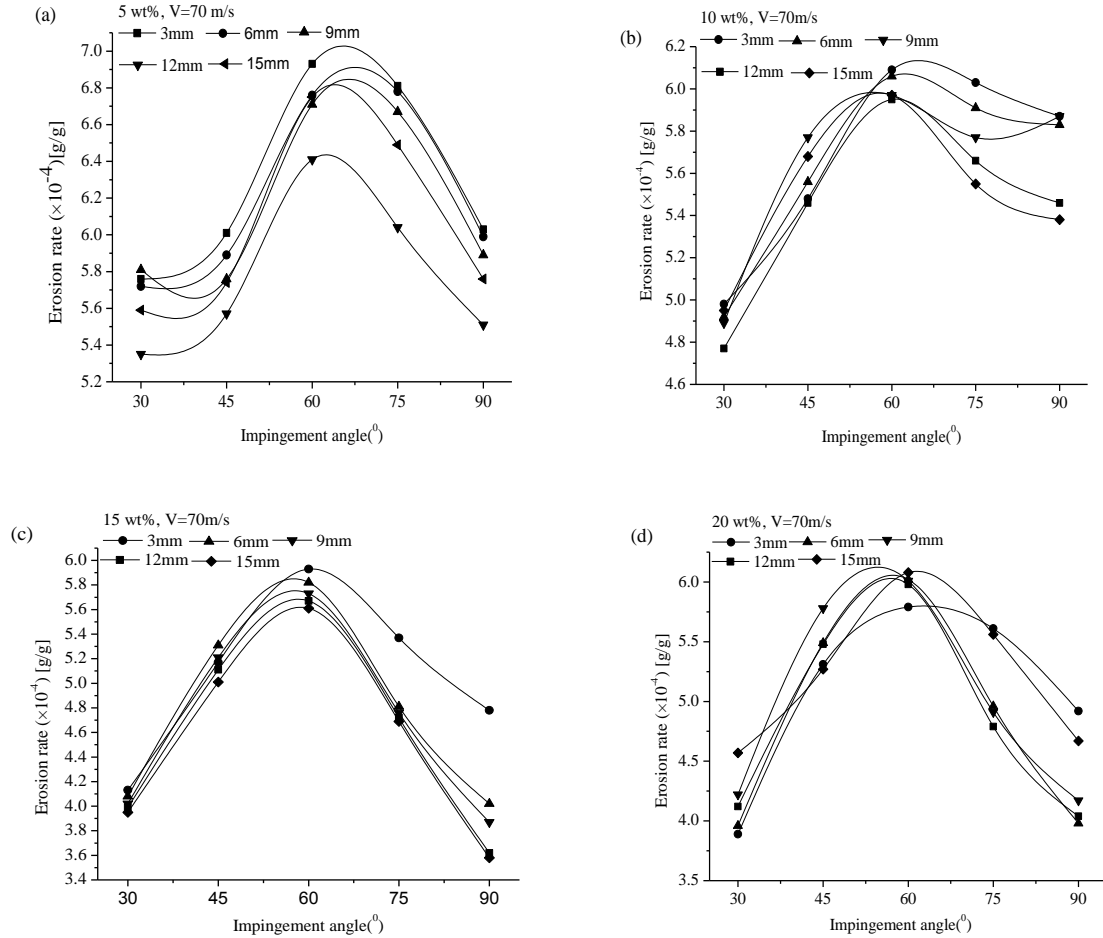 (a)
5 wt%, V=70 m/s
3mm 6mm 9mm
12mm 15mm
7.0
6.8
6.6
6.4
6.2
6.0
5.8
5.6
5.4
5.2
Erosion rate (×10⁻⁴)[g/g]
30 45 60 75 90
Impingement angle(⁰)
(b)
10 wt%, V=70m/s
3mm 6mm 9mm
12mm 15mm
6.2
6.0
5.8
5.6
5.4
5.2
5.0
4.8
4.6
Erosion rate (×10⁻⁴) [g/g]
30 45 60 75 90
Impingement angle(⁰)
(c)
15 wt%, V=70m/s
3mm 6mm 9mm
12mm 15mm
6.0
5.8
5.6
5.4
5.2
5.0
4.8
4.6
4.4
4.2
4.0
3.8
3.6
3.4
Erosion rate (×10⁻⁴) [g/g]
30 45 60 75 90
Impingement angle(⁰)
(d)
20 wt%, V=70m/s
3mm 6mm 9mm
12mm 15mm
6.0
5.5
5.0
4.5
4.0
3.5
Erosion rate (×10⁻⁴) [g/g]
30 45 60 75 90
Impingement angle(⁰)